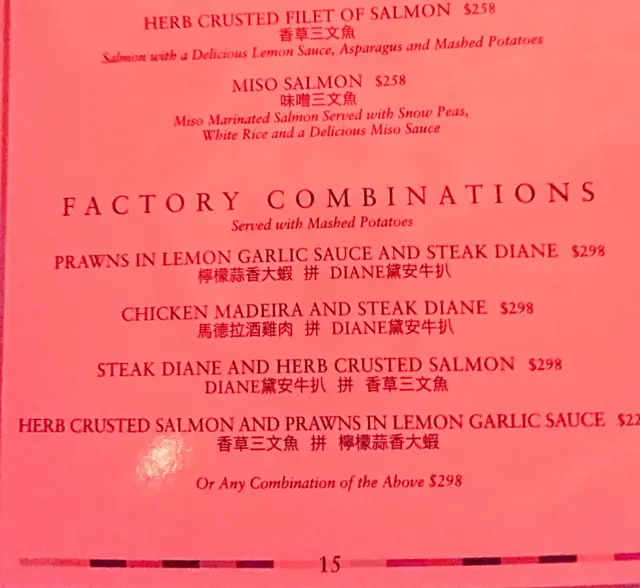 HERB CRUSTED FILET OF SALMON $258
香草三文魚
Salmon with a Delicious Lemon Sauce, Asparagus and Mashed Potatoes
MISO SALMON $258
味噌三文魚
Miso Marinated Salmon Served with Snow Peas,
White Rice and a Delicious Miso Sauce
FACTORY COMBINATIONS
Served with Mashed Potatoes
PRAWNS IN LEMON GARLIC SAUCE AND STEAK DIANE $298
檸檬蒜香大蝦 拼 DIANE黛安牛扒
CHICKEN MADEIRA AND STEAK DIANE $298
馬德拉酒雞肉 拼 DIANE黛安牛扒
STEAK DIANE AND HERB CRUSTED SALMON $298
DIANE黛安牛扒 拼 香草三文魚
HERB CRUSTED SALMON AND PRAWNS IN LEMON GARLIC SAUCE
香草三文魚 拼 檸檬蒜香大蝦
Or Any Combination of the Above $298
15